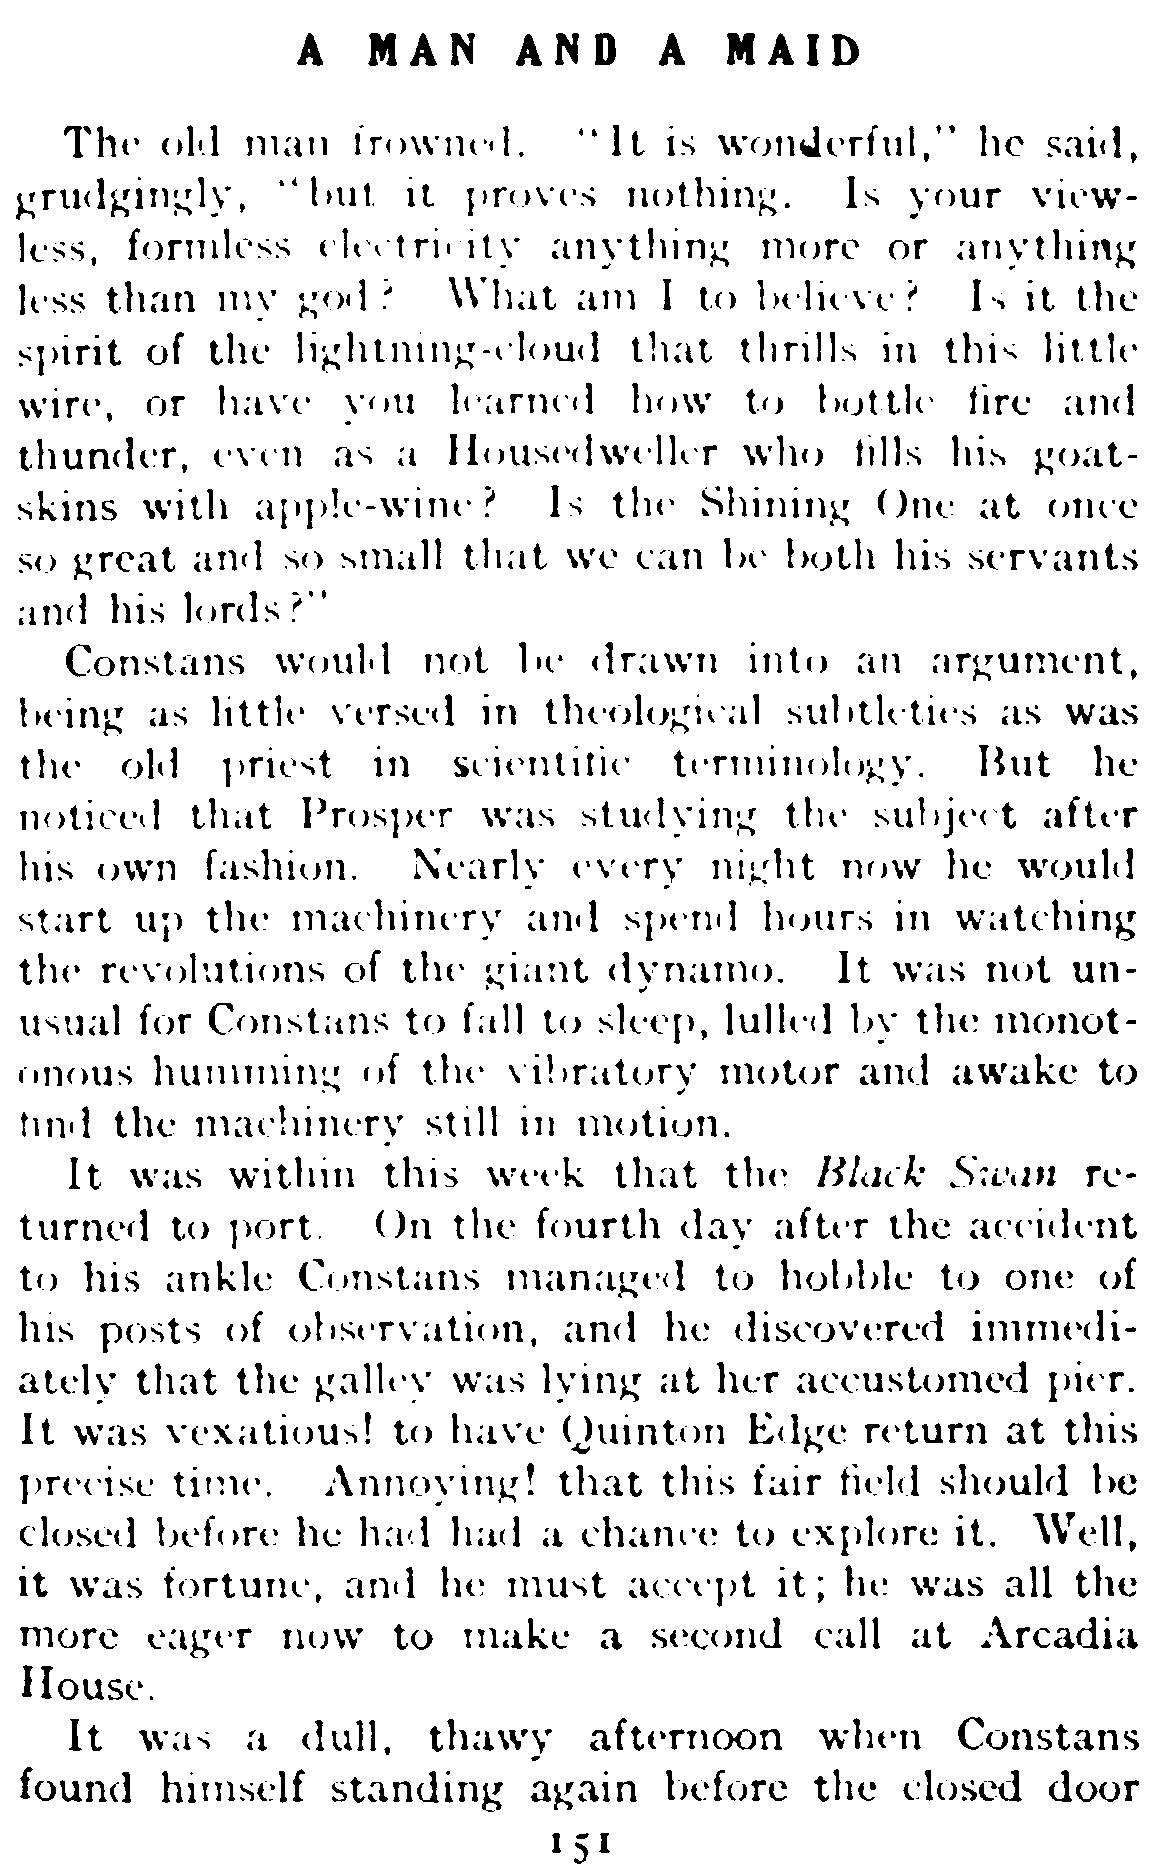 A MAN AND A MAID
The old man frowned. "It is wonderful," he said,
grudgingly, "but it proves nothing. Is your view-
less, formless electricity anything more or anything
less than my god? What am I to believe? Is it the
spirit of the lightning-cloud that thrills in this little
wire, or have you learned how to bottle fire and
thunder, even as a Housedweller who fills his goat-
skins with apple-wine? Is the Shining One at once
so great and so small that we can be both his servants
and his lords?"
Constans would not be drawn into an argument,
being as little versed in theological subtleties as was
the old priest in scientific terminology. But he
noticed that Prosper was studying the subject after
his own fashion. Nearly every night now he would
start up the machinery and spend hours in watching
the revolutions of the giant dynamo. It was not un-
usual for Constans to fall to sleep, lulled by the monot-
onous humming of the vibratory motor and awake to
find the machinery still in motion.
It was within this week that the Black Swan re-
turned to port. On the fourth day after the accident
to his ankle Constans managed to hobble to one of
his posts of observation, and he discovered immedi-
ately that the galley was lying at her accustomed pier.
It was vexatious! to have Quinton Edge return at this
precise time. Annoying! that this fair field should be
closed before he had had a chance to explore it. Well,
it was fortune, and he must accept it; he was all the
more eager now to make a second call at Arcadia
House.
It was a dull, thawy afternoon when Constans
found himself standing again before the closed door
151